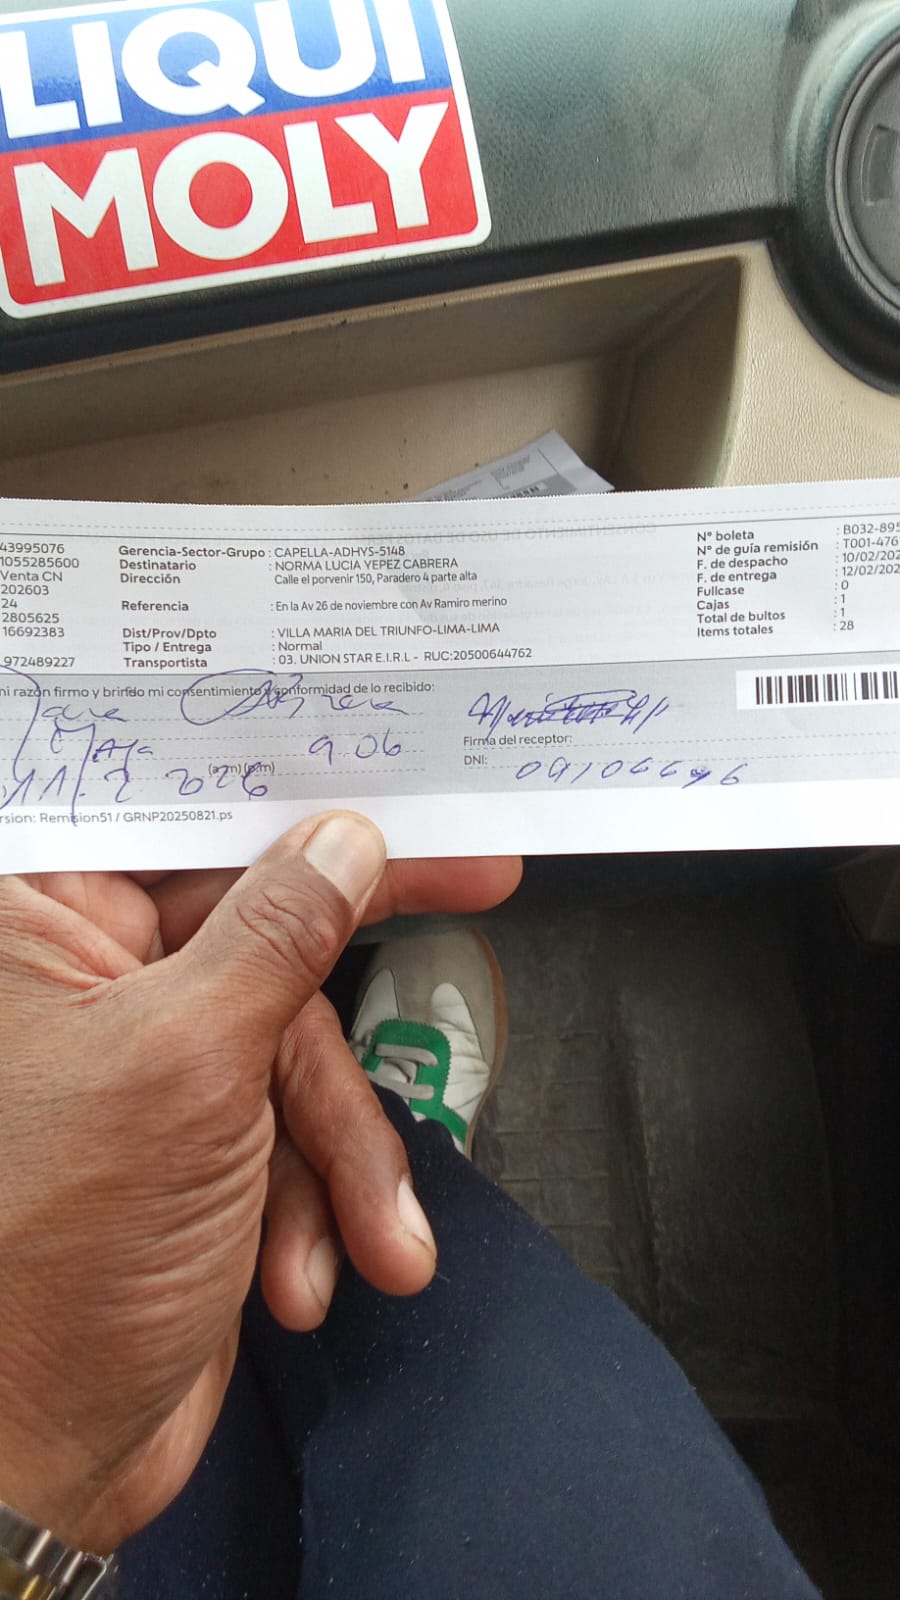 LIQUI
MOLY
43995076
1055285600
Venta CN
202603
24
2805625
16692383
972489227
Gerencia-Sector-Grupo : CAPELLA-ADHYS-5148
Destinatario : NORMA LUCIA YEPEZ CABRERA
Dirección Calle el porvenir 150, Paradero 4 parte alta
Referencia : En la Av 26 de noviembre con Av Ramiro merino
Dist/Prov/Dpto : VILLA MARIA DEL TRIUNFO-LIMA-LIMA
Tipo / Entrega : Normal
Transportista : 03. UNION STAR E.I.R.L - RUC:20500644762
N° boleta : B032-895
N° de guía remisión : T001-476
F. de despacho : 10/02/202
F. de entrega : 12/02/202
Fullcase : 0
Cajas : 1
Total de bultos : 1
Items totales : 28
mi razón firmo y brindo mi consentimiento y conformidad de lo recibido:
9.06
(a.m) (p.m)
11. 2 2026
Firma del receptor:
DNI:
rsion: Remision51 / GRNP20250821.ps